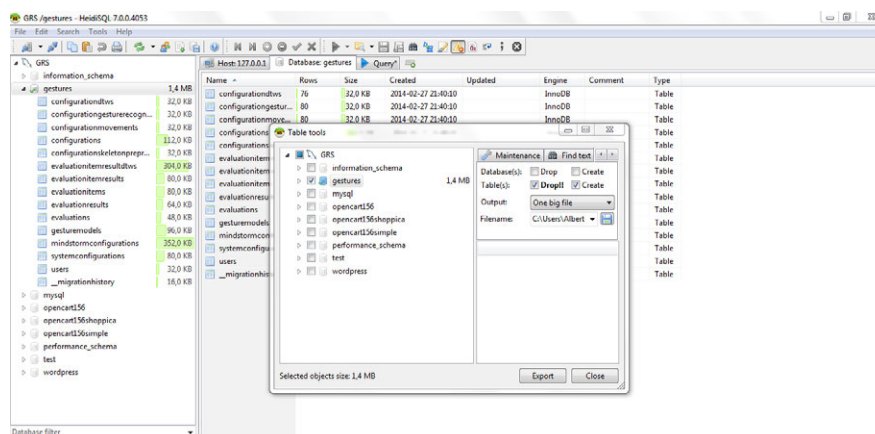 GRS /gestures - HeidiSQL 7.0.0.4053
File Edit Search Tools Help
GRS
information_schema
gestures 1,4 MB
configurationdtws 32,0 KB
configurationgesturerecogn... 32,0 KB
configurationmovements 32,0 KB
configurations 112,0 KB
configurationskeletonprepr... 32,0 KB
evaluationitemresultdtws 304,0 KB
evaluationitemresults 80,0 KB
evaluationitems 80,0 KB
evaluationresults 64,0 KB
evaluations 48,0 KB
gesturemodels 96,0 KB
mindstormconfigurations 352,0 KB
systemconfigurations 80,0 KB
users 32,0 KB
__migrationhistory 16,0 KB
mysql
opencart156
opencart156shoppica
opencart156simple
performance_schema
test
wordpress
Database filter
Host: 127.0.0.1 Database: gestures Query*
Name Rows Size Created Updated Engine Comment Type
configurationdtws 76 32,0 KB 2014-02-27 21:40:10 InnoDB Table
configurationgestur... 80 32,0 KB 2014-02-27 21:40:10 InnoDB Table
configurationmove... 80 32,0 KB 2014-02-27 21:40:10 InnoDB Table
configurations Table
configurations Table
evaluationitem Table
evaluationitem Table
evaluationitem Table
evaluationresu Table
evaluations Table
gesturemodels Table
mindstormcon Table
systemconfigu Table
users Table
__migrationhis Table
Table tools
GRS
information_schema
gestures 1,4 MB
mysql
opencart156
opencart156shoppica
opencart156simple
performance_schema
test
wordpress
Maintenance Find text
Database(s): Drop Create
Table(s): Drop Create
Output: One big file
Filename: C:\Users\Albert
Selected objects size: 1,4 MB
Export Close